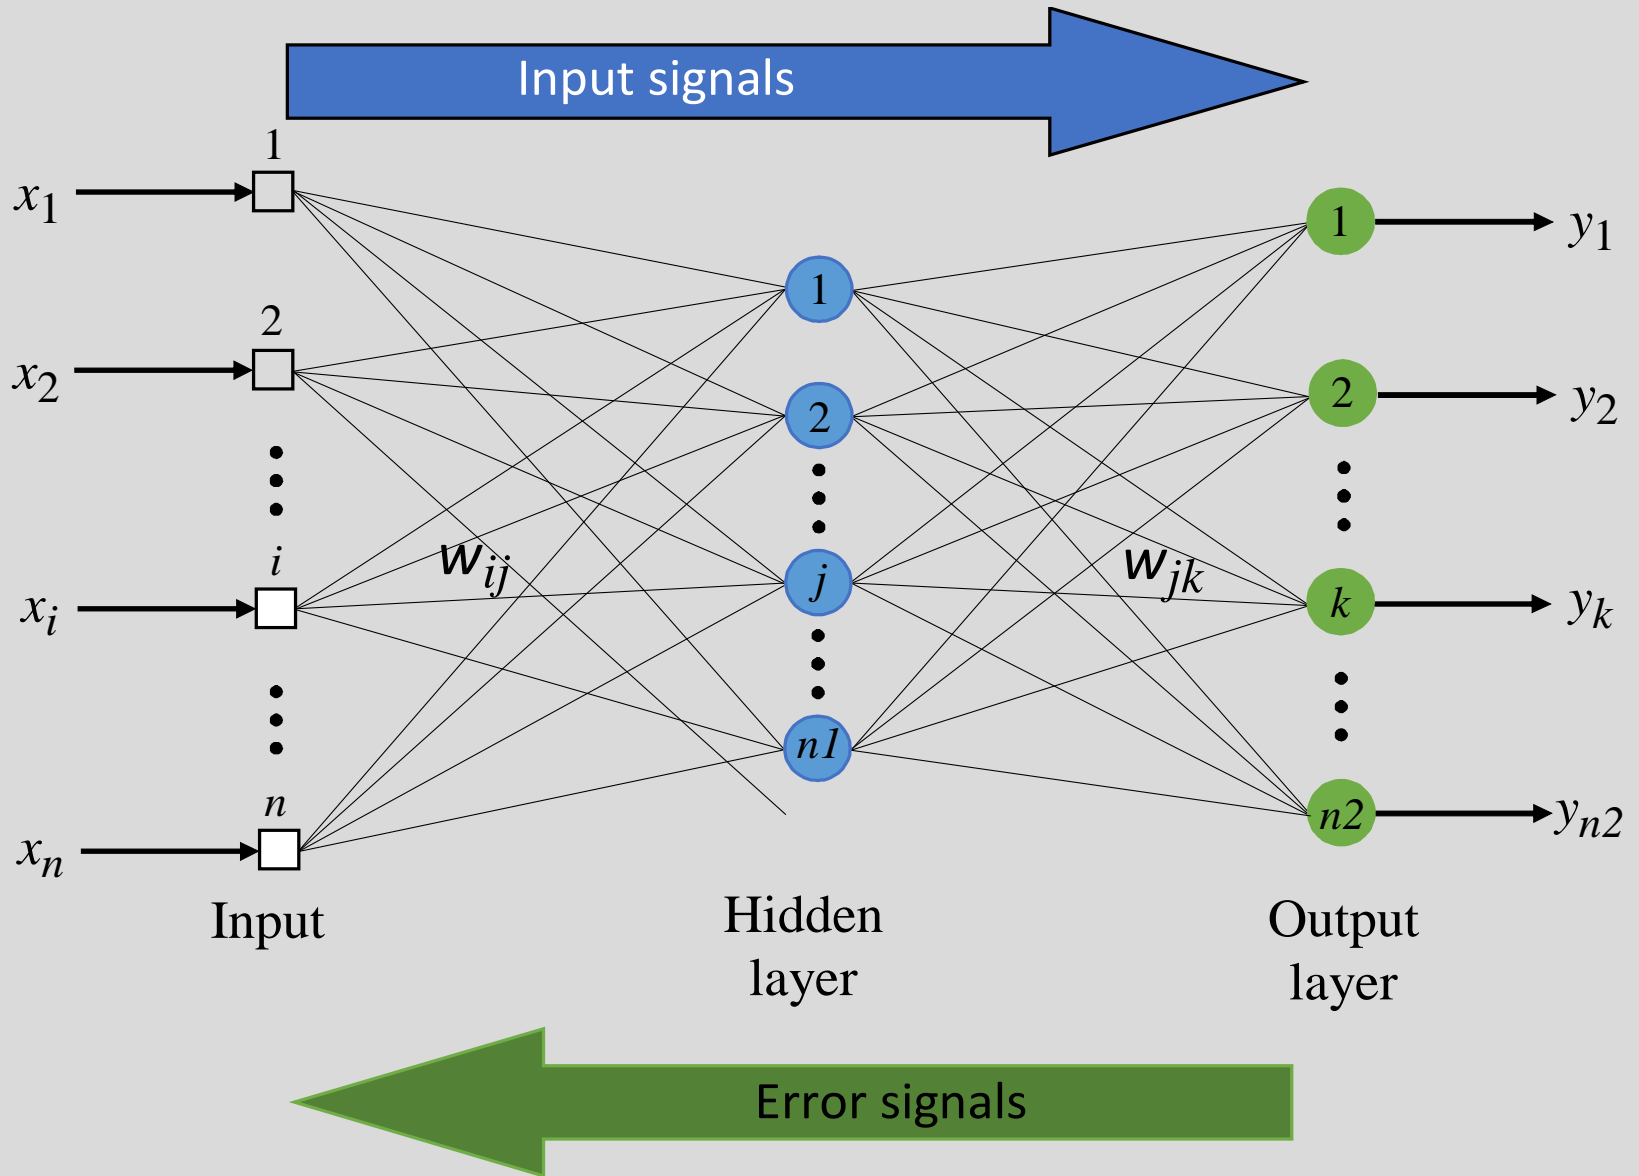 Input signals
1
x1
1
y1
1
2
x2
2
2
y2
i
wij
wjk
xi
j
k
yk
n1
n
n2
yn2
xn
Input
Hidden
layer
Output
layer
Error signals